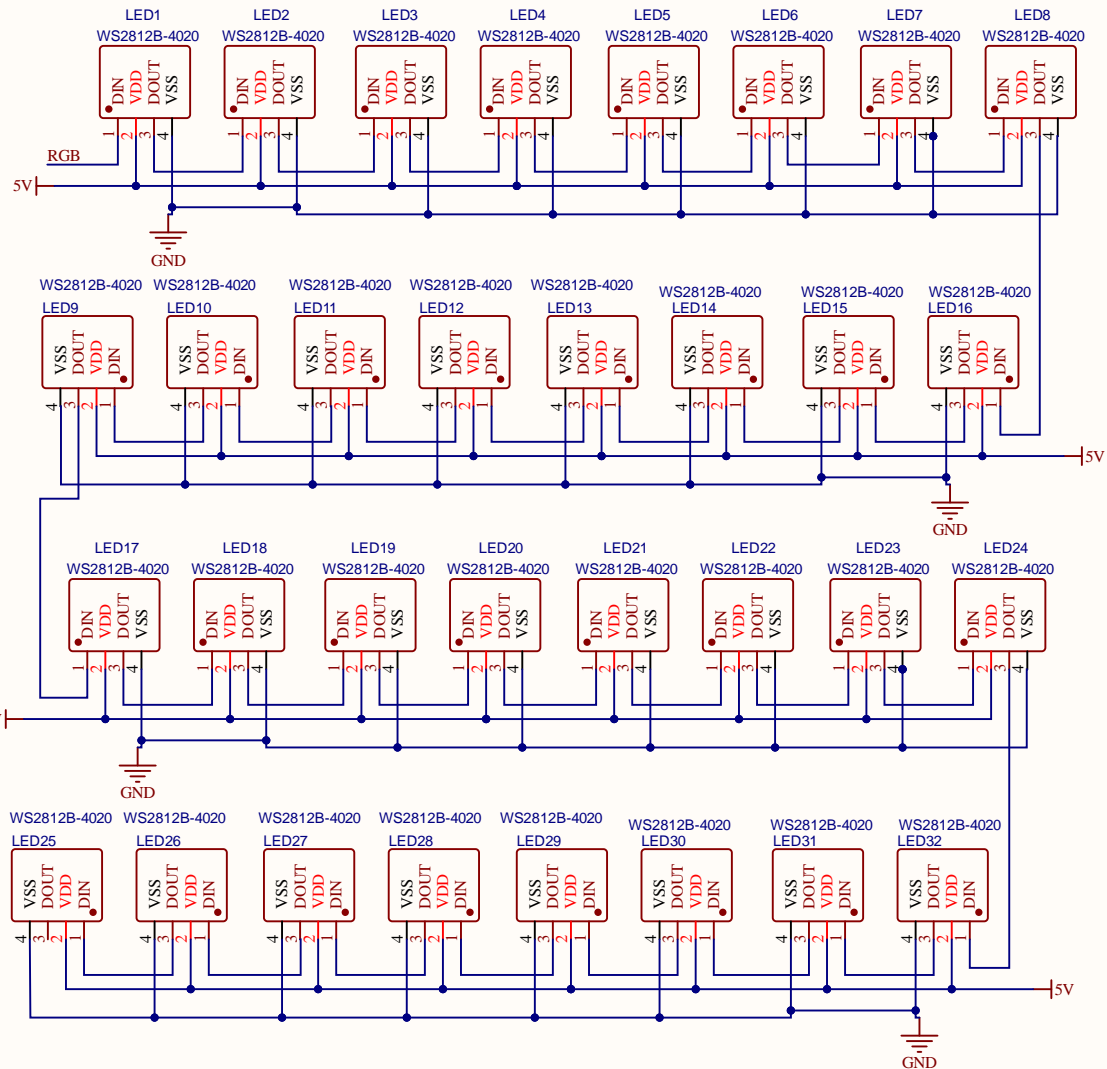 LED1 LED2 LED3 LED4 LED5 LED6 LED7 LED8
WS2812B-4020 WS2812B-4020 WS2812B-4020 WS2812B-4020 WS2812B-4020 WS2812B-4020 WS2812B-4020 WS2812B-4020
DIN VDD DOUT VSS DIN VDD DOUT VSS DIN VDD DOUT VSS DIN VDD DOUT VSS DIN VDD DOUT VSS DIN VDD DOUT VSS DIN VDD DOUT VSS DIN VDD DOUT VSS
1 2 3 4 1 2 3 4 1 2 3 4 1 2 3 4 1 2 3 4 1 2 3 4 1 2 3 4 1 2 3 4
RGB
5V
GND
WS2812B-4020 WS2812B-4020 WS2812B-4020 WS2812B-4020 WS2812B-4020 WS2812B-4020 WS2812B-4020 WS2812B-4020
LED9 LED10 LED11 LED12 LED13 LED14 LED15 LED16
VSS DOUT VDD DIN VSS DOUT VDD DIN VSS DOUT VDD DIN VSS DOUT VDD DIN VSS DOUT VDD DIN VSS DOUT VDD DIN VSS DOUT VDD DIN VSS DOUT VDD DIN
4 3 2 1 4 3 2 1 4 3 2 1 4 3 2 1 4 3 2 1 4 3 2 1 4 3 2 1 4 3 2 1
5V
GND
LED17 LED18 LED19 LED20 LED21 LED22 LED23 LED24
WS2812B-4020 WS2812B-4020 WS2812B-4020 WS2812B-4020 WS2812B-4020 WS2812B-4020 WS2812B-4020 WS2812B-4020
DIN VDD DOUT VSS DIN VDD DOUT VSS DIN VDD DOUT VSS DIN VDD DOUT VSS DIN VDD DOUT VSS DIN VDD DOUT VSS DIN VDD DOUT VSS DIN VDD DOUT VSS
1 2 3 4 1 2 3 4 1 2 3 4 1 2 3 4 1 2 3 4 1 2 3 4 1 2 3 4 1 2 3 4
GND
WS2812B-4020 WS2812B-4020 WS2812B-4020 WS2812B-4020 WS2812B-4020 WS2812B-4020 WS2812B-4020 WS2812B-4020
LED25 LED26 LED27 LED28 LED29 LED30 LED31 LED32
VSS DOUT VDD DIN VSS DOUT VDD DIN VSS DOUT VDD DIN VSS DOUT VDD DIN VSS DOUT VDD DIN VSS DOUT VDD DIN VSS DOUT VDD DIN VSS DOUT VDD DIN
4 3 2 1 4 3 2 1 4 3 2 1 4 3 2 1 4 3 2 1 4 3 2 1 4 3 2 1 4 3 2 1
5V
GND